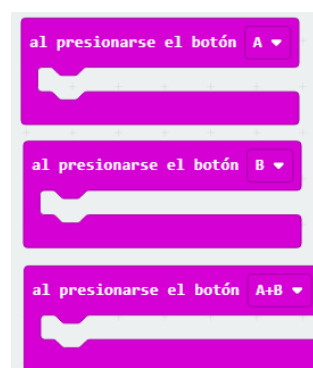 al presionarse el botón A
al presionarse el botón B
al presionarse el botón A+B